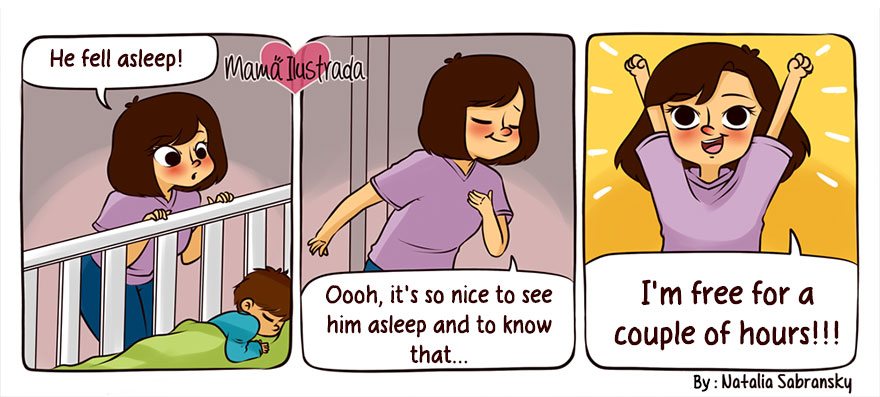 He fell asleep!
Mamá Ilustrada
Oooh, it's so nice to see
him asleep and to know
that...
I'm free for a
couple of hours!!!
By : Natalia Sabransky